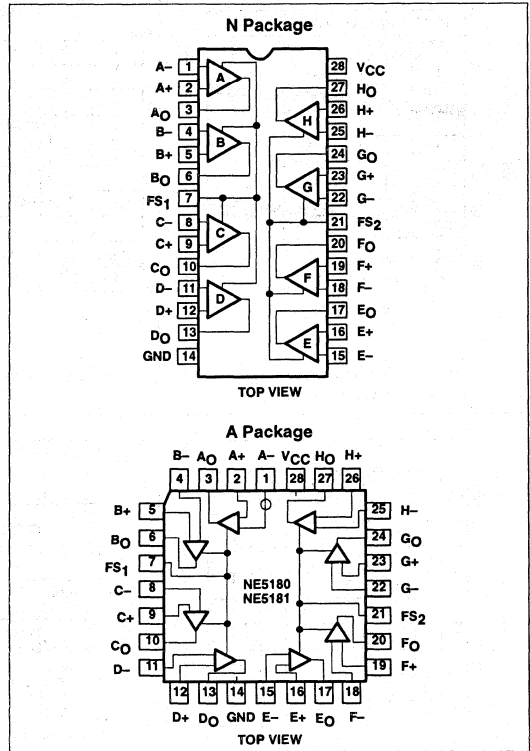 N Package
A− 1 28 VCC
A+ 2 A 27 HO
AO 3 H 26 H+
B− 4 25 H−
B+ 5 B 24 GO
BO 6 G 23 G+
FS1 7 22 G−
C− 8 21 FS2
C+ 9 C 20 FO
CO 10 F 19 F+
D− 11 18 F−
D+ 12 D 17 EO
DO 13 E 16 E+
GND 14 15 E−
TOP VIEW
A Package
B− AO A+ A− VCC HO H+
4 3 2 1 28 27 26
B+ 5 25 H−
BO 6 24 GO
FS1 7 23 G+
C− 8 22 G−
C+ 9 21 FS2
CO 10 20 FO
D− 11 19 F+
NE5180
NE5181
12 13 14 15 16 17 18
D+ DO GND E− E+ EO F−
TOP VIEW